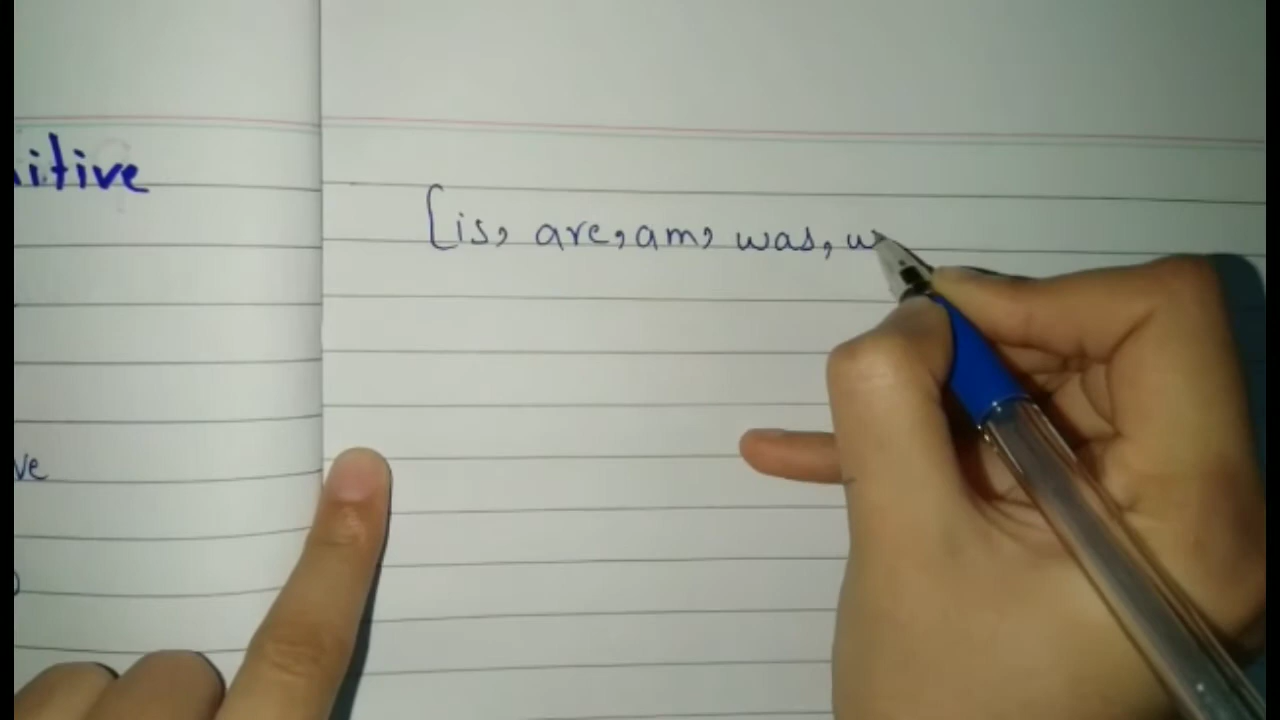 itive
[is, are, am, was, w
ve